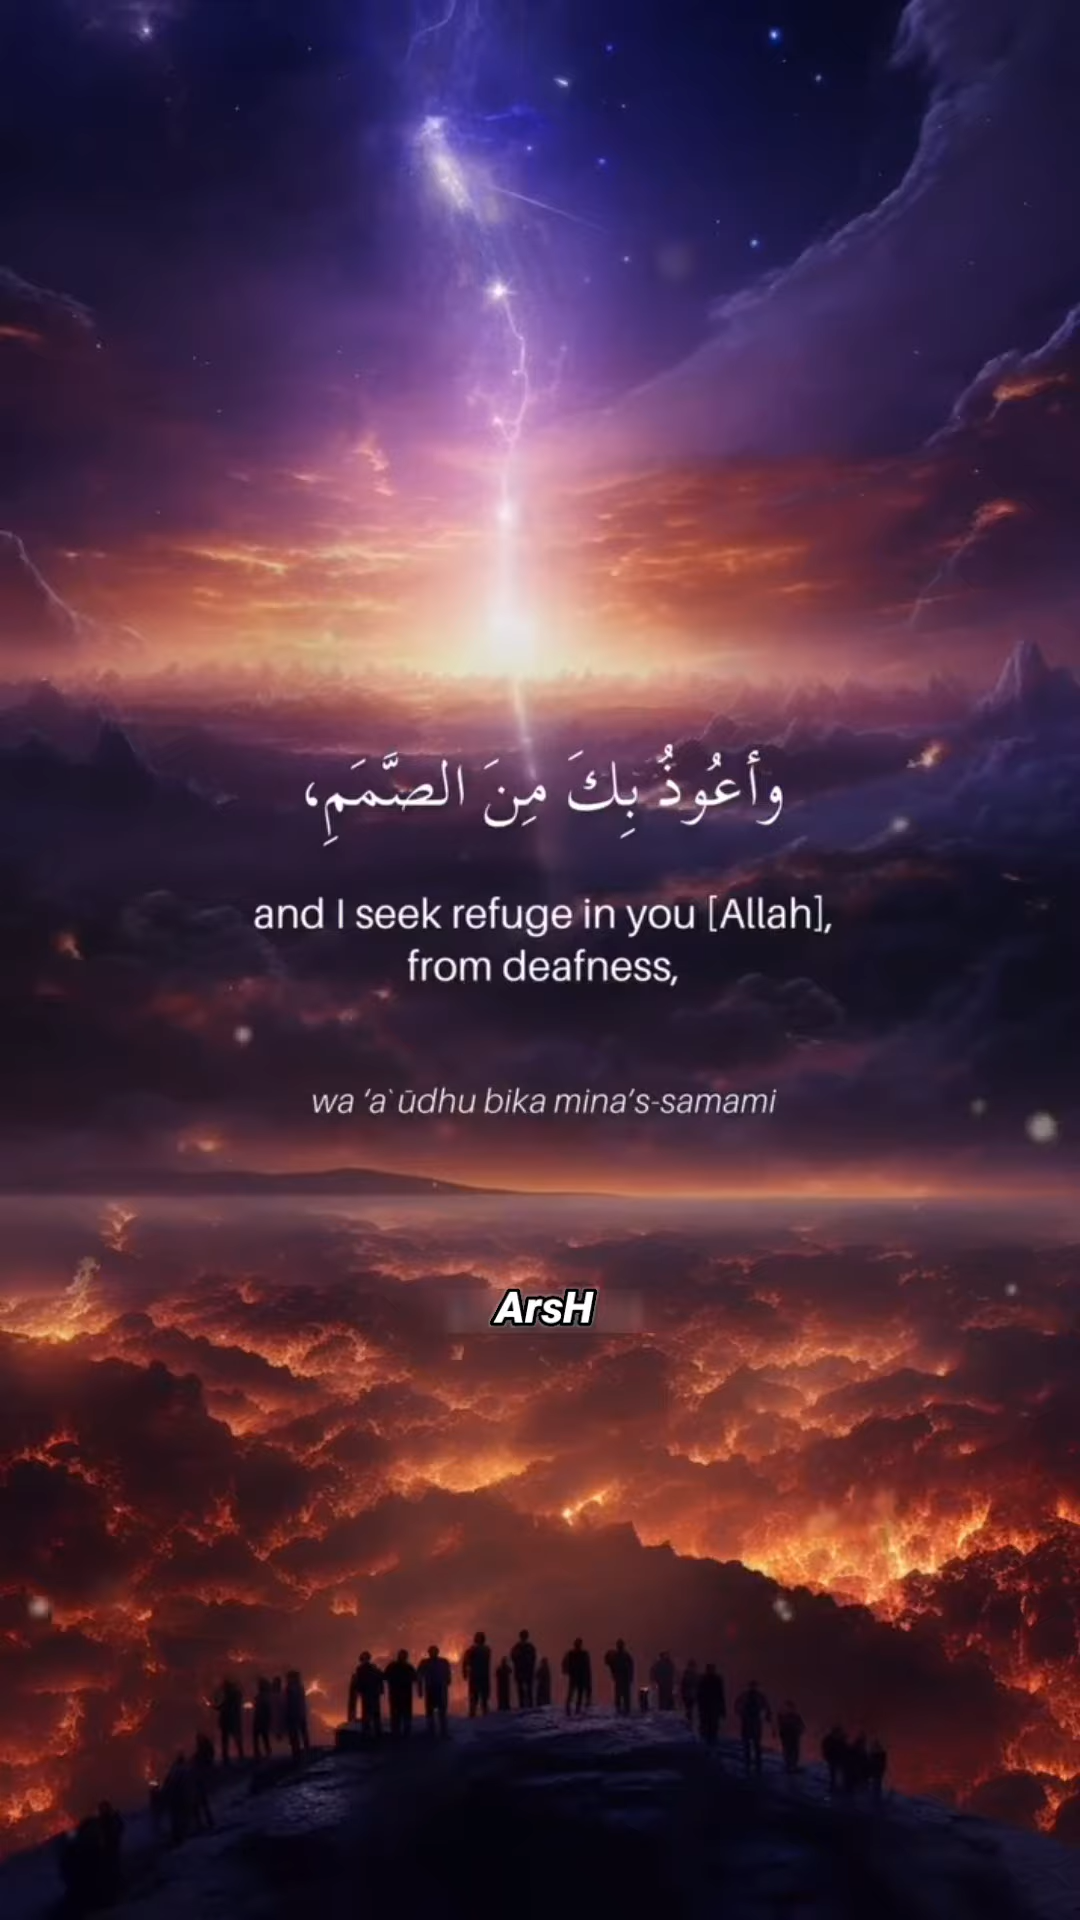 وأعُوذُ بِكَ مِنَ الصَّمَمِ،
and I seek refuge in you [Allah],
from deafness,
wa ‘a`ūdhu bika mina’s-samami
ArsH